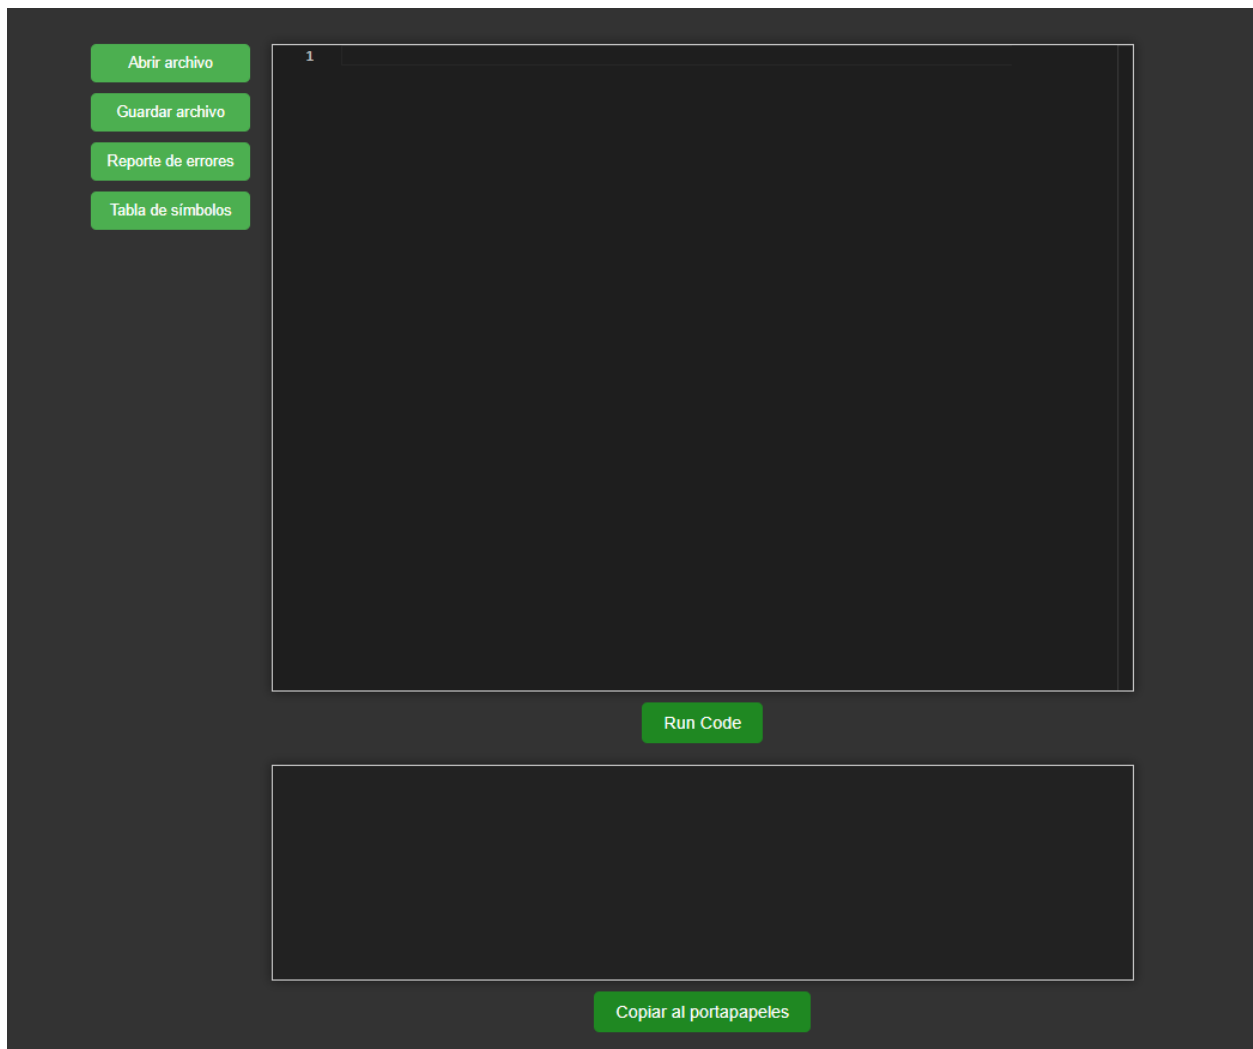 Abrir archivo
Guardar archivo
Reporte de errores
Tabla de símbolos
1
Run Code
Copiar al portapapeles